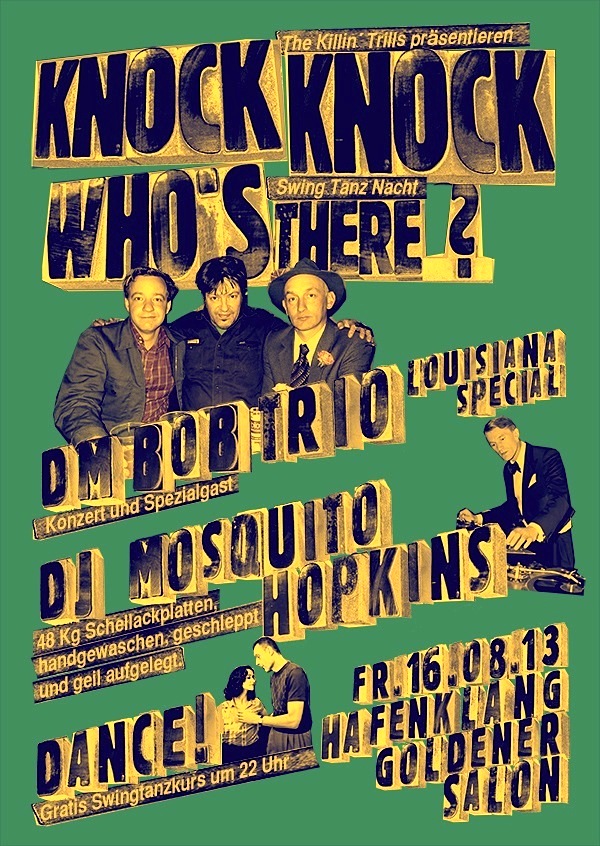 The Killin´Trills präsentieren
KNOCK KNOCK
WHO'S THERE?
Swing Tanz Nacht
LOUISIANA
SPECIAL!
DM BOB TRIO
Konzert und Spezialgast
DJ MOSQUITO
HOPKINS
48 Kg Schellackplatten,
handgewaschen, geschleppt
und geil aufgelegt.
DANCE!
Gratis Swingtanzkurs um 22 Uhr
FR.16.08.13
HAFENKLANG
GOLDENER
SALON